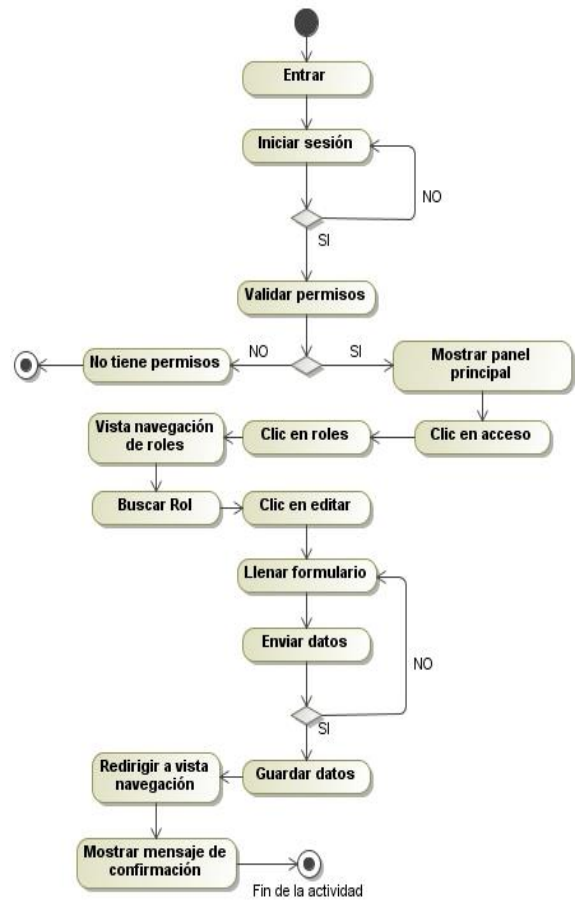 Entrar
Iniciar sesión
NO
SI
Validar permisos
No tiene permisos
NO
SI
Mostrar panel
principal
Vista navegación
de roles
Clic en roles
Clic en acceso
Buscar Rol
Clic en editar
Llenar formulario
Enviar datos
NO
SI
Redirigir a vista
navegación
Guardar datos
Mostrar mensaje de
confirmación
Fin de la actividad